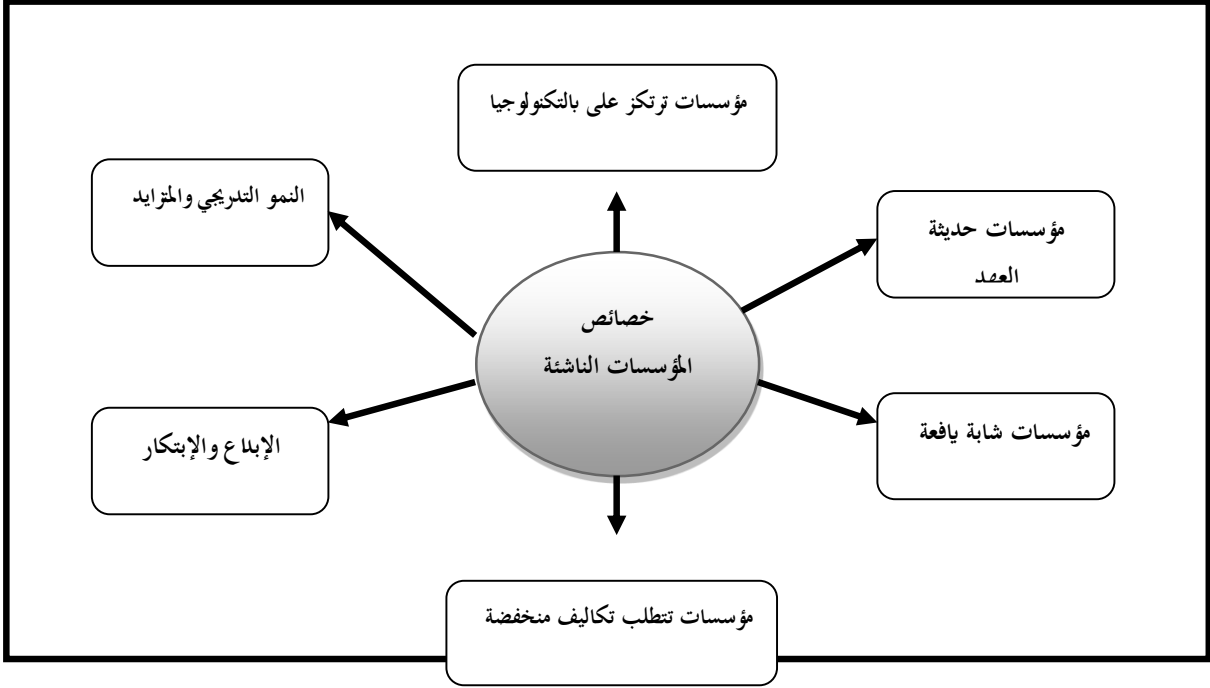 مؤسسات ترتكز على بالتكنولوجيا
النمو التدريجي والمتزايد
مؤسسات حديثة
العهد
خصائص
المؤسسات الناشئة
الإبداع والإبتكار
مؤسسات شابة يافعة
مؤسسات تتطلب تكاليف منخفضة